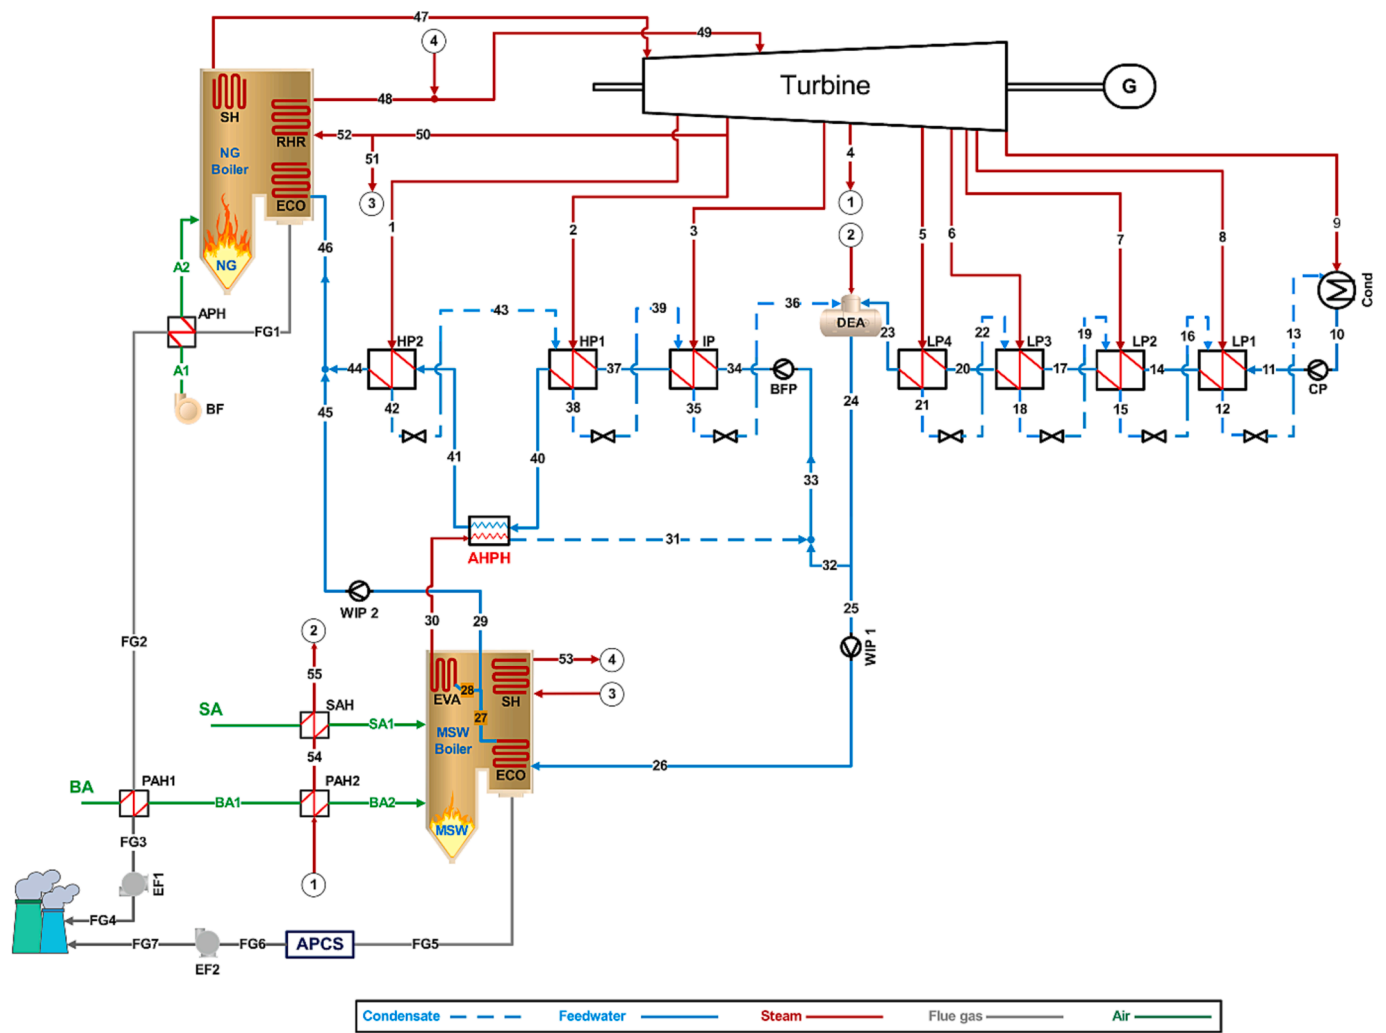 47
4
49
Turbine
G
SH
48
RHR
52
50
51
3
NG
Boiler
ECO
4
1
2
1
2
3
5
6
7
8
9
46
NG
A2
APH
FG1
A1
BF
43
39
36
DEA
23
22
19
16
13
Cond
10
HP2
HP1
IP
LP4
LP3
LP2
LP1
44
37
34
BFP
20
17
14
11
CP
45
42
38
35
24
21
18
15
12
41
40
33
31
AHPH
32
WIP 2
30
29
25
WIP 1
FG2
2
55
53
4
EVA
28
SH
3
SA
SAH
SA1
27
MSW
Boiler
54
ECO
26
BA
PAH1
BA1
PAH2
BA2
MSW
FG3
EF1
1
FG4
FG7
FG6
APCS
FG5
EF2
Condensate
Feedwater
Steam
Flue gas
Air